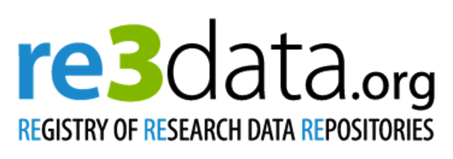 re3data.org
REGISTRY OF RESEARCH DATA REPOSITORIES